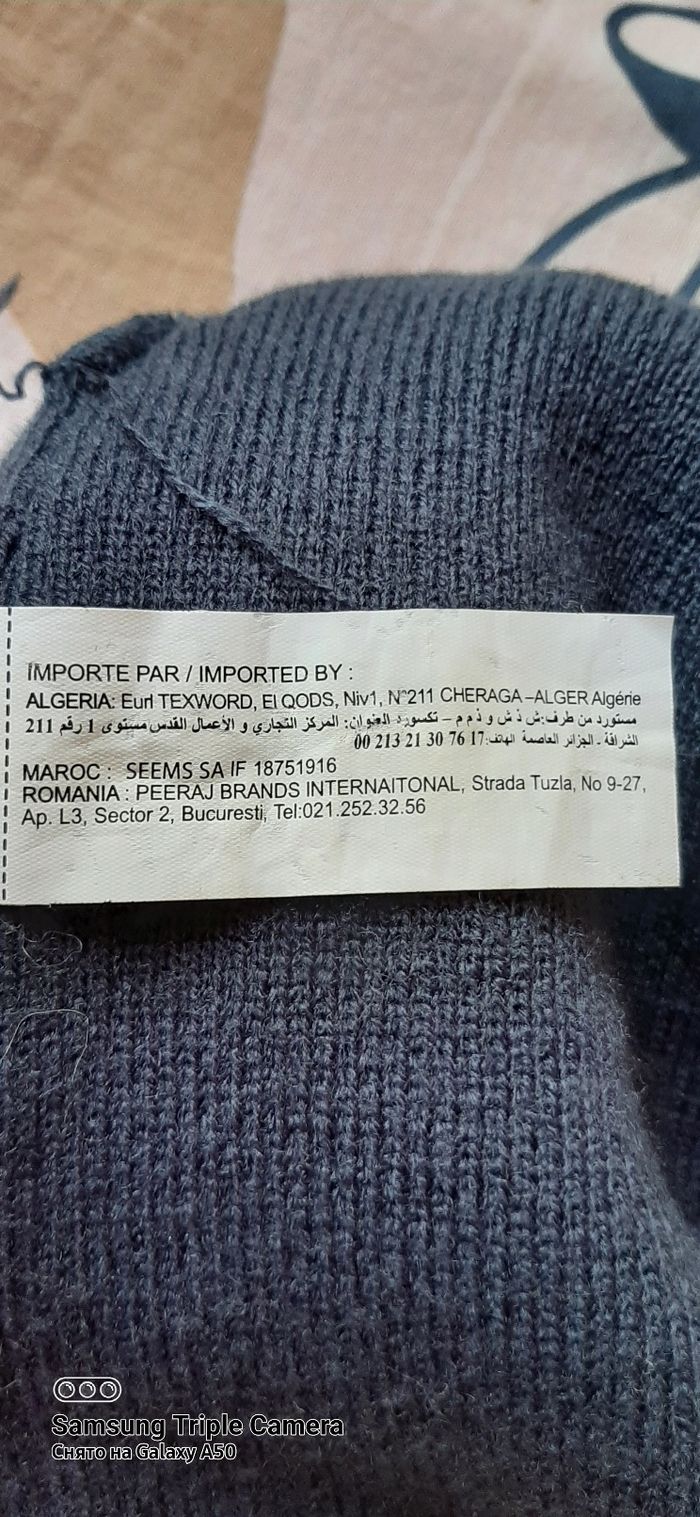 IMPORTE PAR / IMPORTED BY :
ALGERIA: Eurl TEXWORD, El QODS, Niv1, N°211 CHERAGA -ALGER Algérie
مستورد من طرف:ش ذ ش و ذ م م - تكسوورد العنوان: المركز التجاري و الأعمال القدس مستوى 1 رقم 211
الشراقة - الجزائر العاصمة الهاتف:17 76 30 21 213 00
MAROC : SEEMS SA IF 18751916
ROMANIA : PEERAJ BRANDS INTERNAITONAL, Strada Tuzla, No 9-27,
Ap. L3, Sector 2, Bucuresti, Tel:021.252.32.56
Samsung Triple Camera
Снято на Galaxy A50